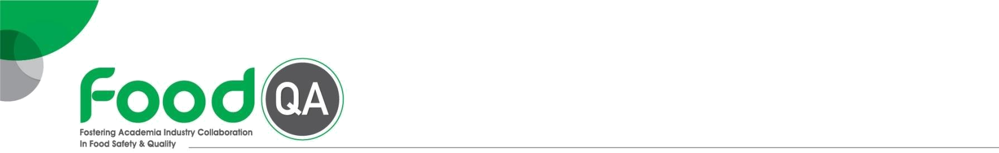 Food QA
Fostering Academia Industry Collaboration
In Food Safety & Quality